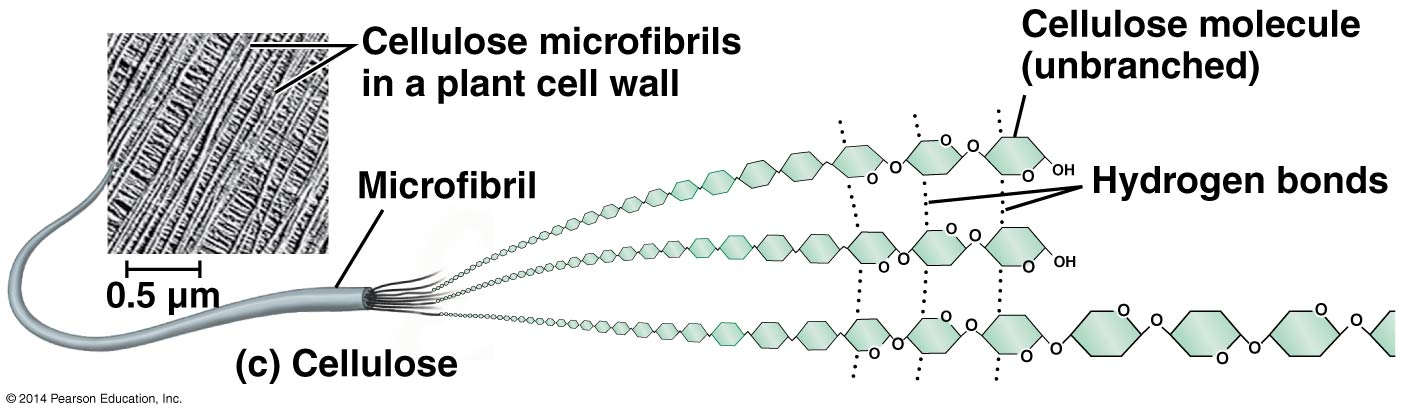 Cellulose microfibrils
in a plant cell wall
Cellulose molecule
(unbranched)
O
O
O
O
O
OH
Microfibril
Hydrogen bonds
O
O
O
O
O
OH
0.5 μm
O
O
O
O
O
O
O
O
O
O
O
O
(c) Cellulose
© 2014 Pearson Education, Inc.